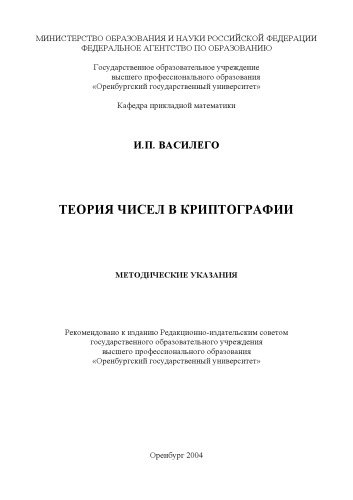 МИНИСТЕРСТВО ОБРАЗОВАНИЯ И НАУКИ РОССИЙСКОЙ ФЕДЕРАЦИИ
ФЕДЕРАЛЬНОЕ АГЕНТСТВО ПО ОБРАЗОВАНИЮ
Государственное образовательное учреждение
высшего профессионального образования
«Оренбургский государственный университет»
Кафедра прикладной математики
И.П. ВАСИЛЕГО
ТЕОРИЯ ЧИСЕЛ В КРИПТОГРАФИИ
МЕТОДИЧЕСКИЕ УКАЗАНИЯ
Рекомендовано к изданию Редакционно-издательским советом
государственного образовательного учреждения
высшего профессионального образования
«Оренбургский государственный университет»
Оренбург 2004